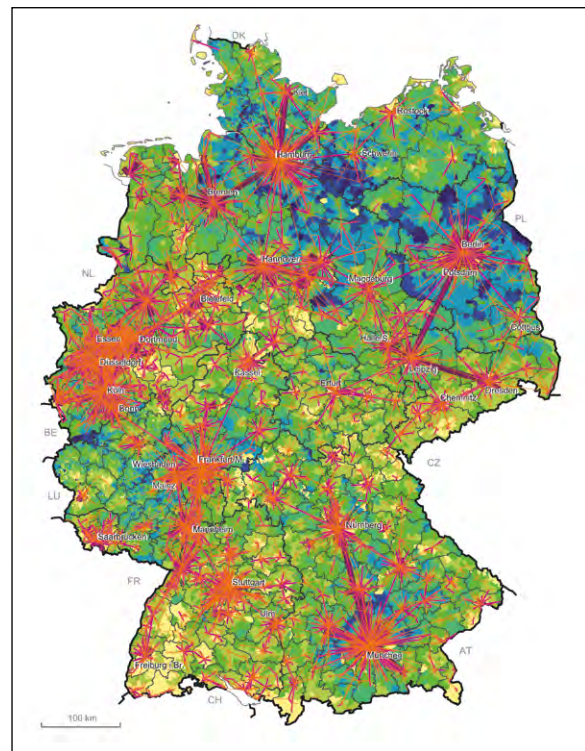 DK
Kiel
Rostock
Hamburg
Schwerin
Bremen
PL
Berlin
Hannover
Potsdam
NL
Magdeburg
Bielefeld
Cottbus
Essen
Dortmund
Halle/S.
Düsseldorf
Leipzig
Kassel
Köln
Erfurt
Dresden
Bonn
Chemnitz
BE
CZ
Wiesbaden
Frankfurt/M.
LU
Mainz
Nürnberg
Mannheim
Saarbrücken
FR
Stuttgart
Ulm
München
AT
Freiburg i.Br.
CH
100 km